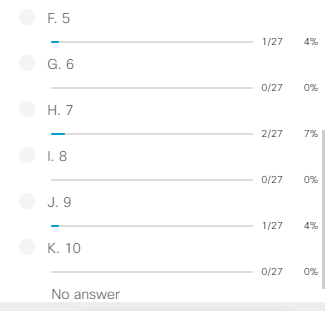 F. 5
1/27 4%
G. 6
0/27 0%
H. 7
2/27 7%
I. 8
0/27 0%
J. 9
1/27 4%
K. 10
0/27 0%
No answer